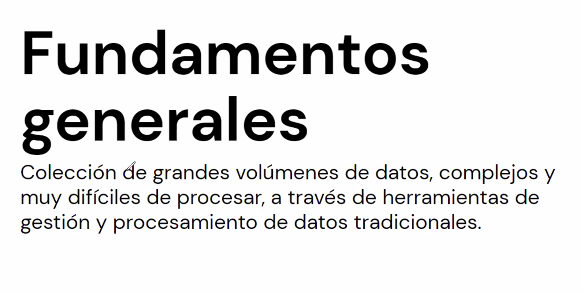 Fundamentos
generales
Colección de grandes volúmenes de datos, complejos y
muy difíciles de procesar, a través de herramientas de
gestión y procesamiento de datos tradicionales.